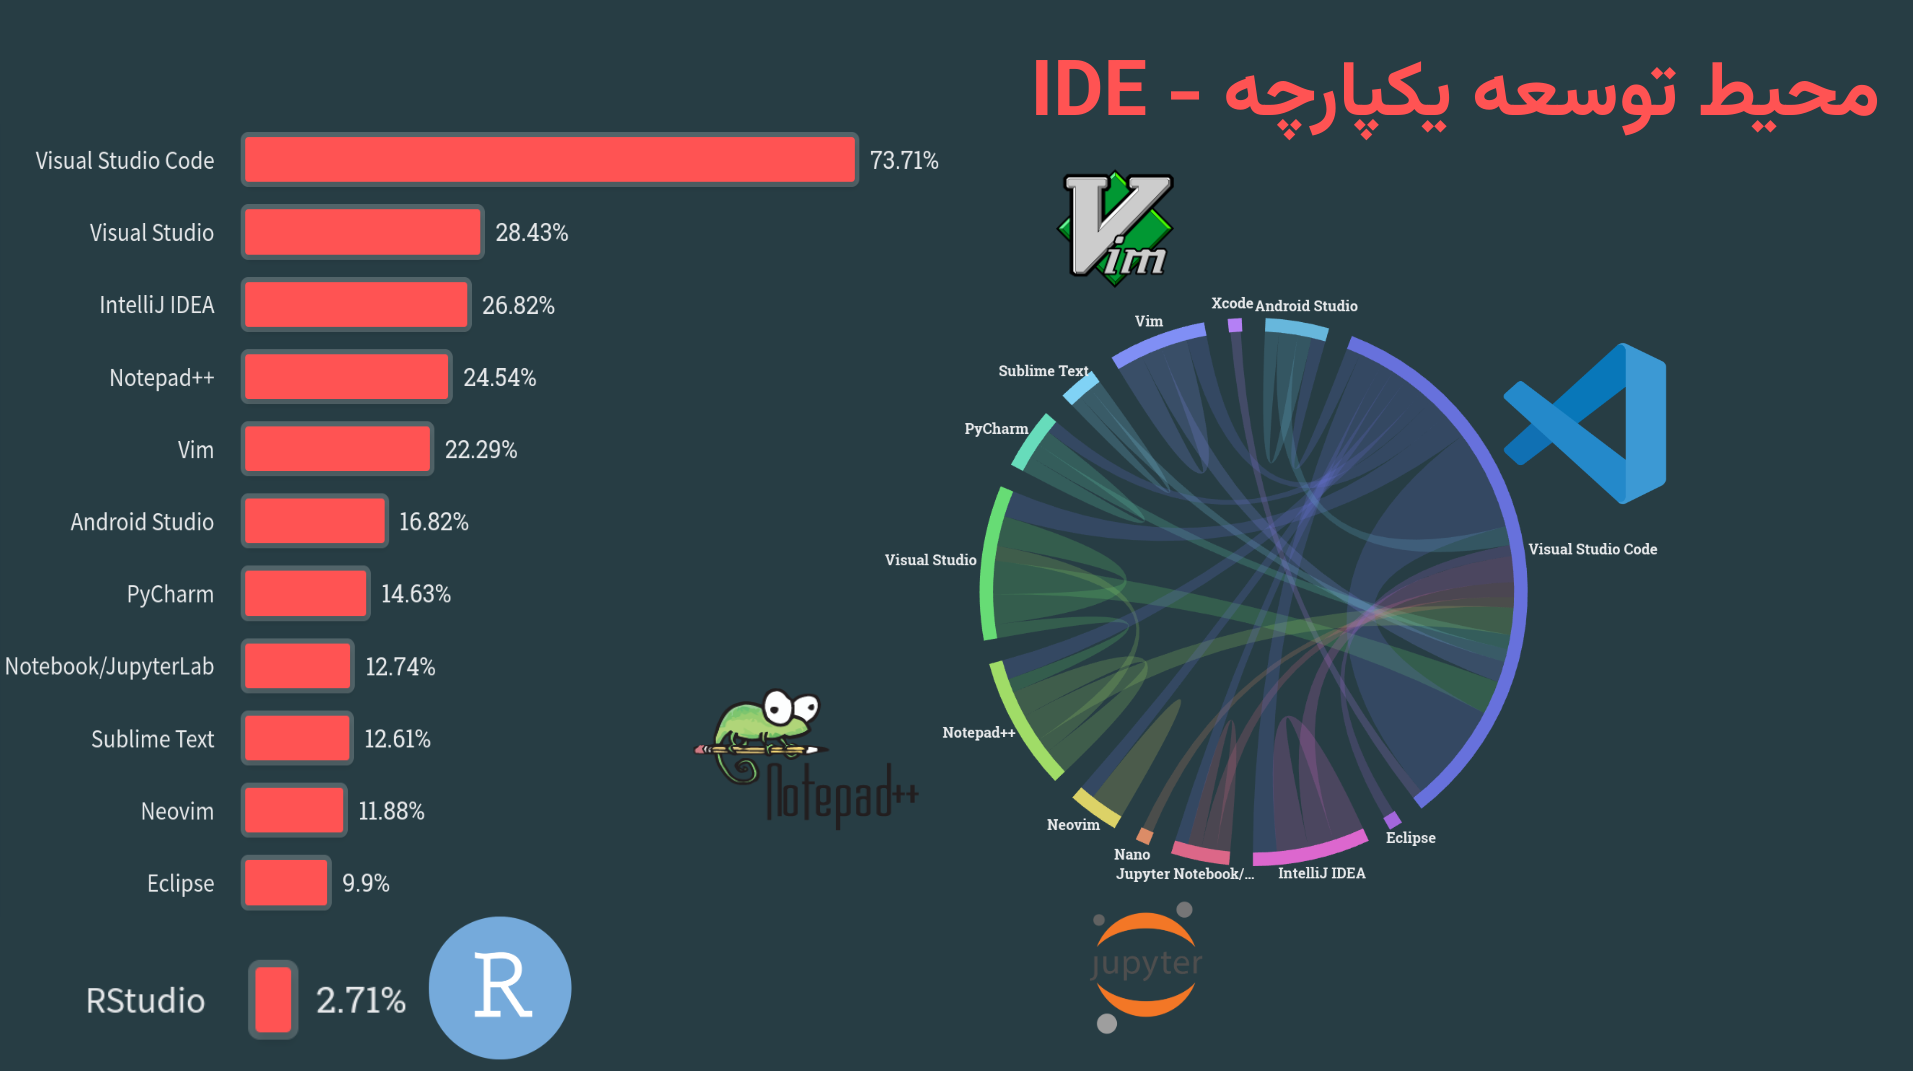 محیط توسعه یکپارچه - IDE
Visual Studio Code 73.71%
Visual Studio 28.43%
IntelliJ IDEA 26.82%
Notepad++ 24.54%
Vim 22.29%
Android Studio 16.82%
PyCharm 14.63%
Notebook/JupyterLab 12.74%
Sublime Text 12.61%
Neovim 11.88%
Eclipse 9.9%
RStudio 2.71%
R
Vim
Xcode
Android Studio
Vim
Sublime Text
PyCharm
Visual Studio
Visual Studio Code
Notepad++
Notepad++
Neovim
Nano
Jupyter Notebook/...
IntelliJ IDEA
Eclipse
jupyter